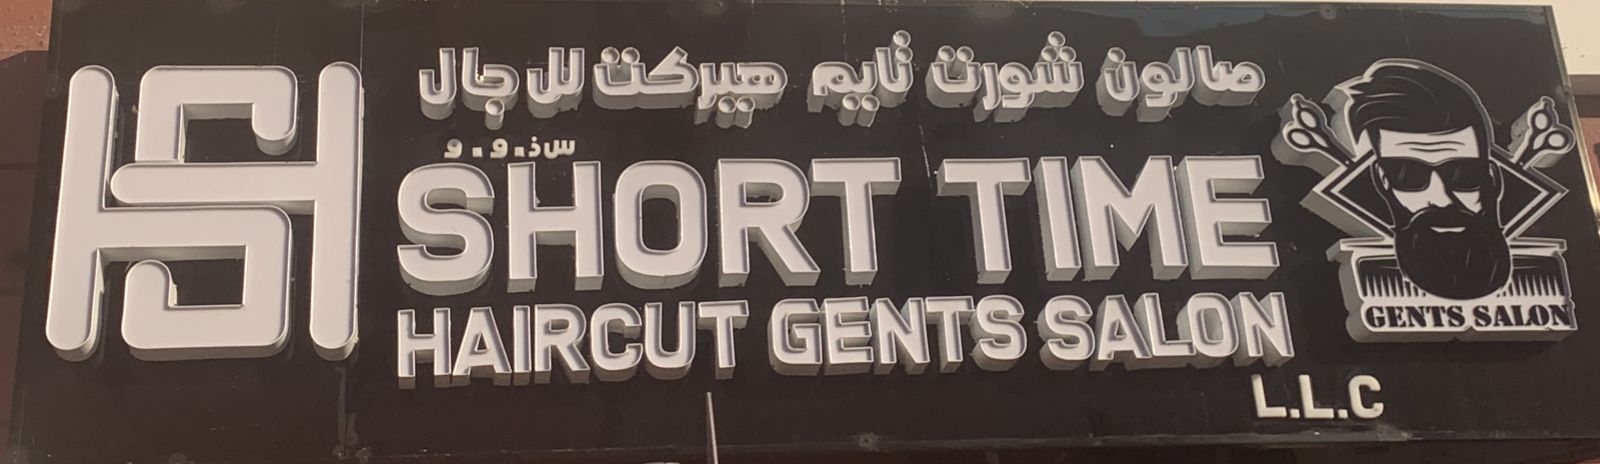 صالون شورت تايم هيركت للرجال
س ذ. و. و
SHORT TIME
HAIRCUT GENTS SALON
L.L.C
GENTS SALON